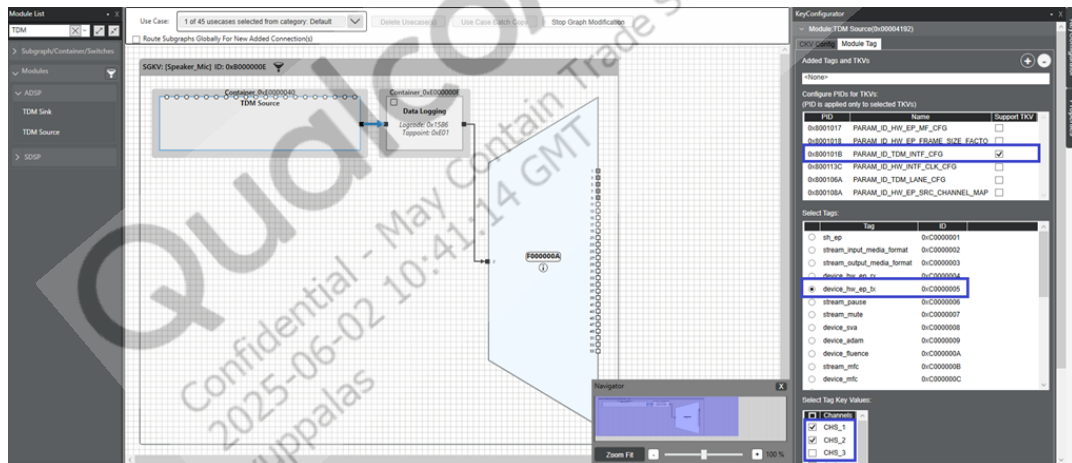 Module List
TDM
Subgraph/Container/Switches
Modules
ADSP
TDM Sink
TDM Source
SDSP
Use Case:
1 of 45 usecases selected from category: Default
Delete Usecase(s)
Use Case Batch Copy
Stop Graph Modification
Route Subgraphs Globally For New Added Connection(s)
SGKV: [Speaker_Mic] ID: 0xB000000E
Container_0xE0000040
TDM Source
Container_0xE000000F
Data Logging
Logcode: 0x1586
Tappoint: 0xE01
F000000A
Navigator
X
Zoom Fit
-
+
100 %
KeyConfigurator
Module:TDM Source(0x00004192)
CKV Config
Module Tag
Added Tags and TKVs
<None>
Configure PIDs for TKVs:
(PID is applied only to selected TKVs)
PID Name Support TKV
0x8001017 PARAM_ID_HW_EP_MF_CFG
0x8001018 PARAM_ID_HW_EP_FRAME_SIZE_FACTO
0x800101B PARAM_ID_TDM_INTF_CFG
0x800113C PARAM_ID_HW_INTF_CLK_CFG
0x800106A PARAM_ID_TDM_LANE_CFG
0x800108A PARAM_ID_HW_EP_SRC_CHANNEL_MAP
Select Tags:
Tag ID
sh_ep 0xC0000001
stream_input_media_format 0xC0000002
stream_output_media_format 0xC0000003
device_hw_ep_rx 0xC0000004
device_hw_ep_tx 0xC0000005
stream_pause 0xC0000006
stream_mute 0xC0000007
device_sva 0xC0000008
device_adam 0xC0000009
device_fluence 0xC000000A
stream_mfc 0xC000000B
device_mfc 0xC000000C
Select Tag Key Values:
Channels
CHS_1
CHS_2
CHS_3
Qualcomm
Confidential - May Contain Trade
2025-06-02 10:41:14 GMT